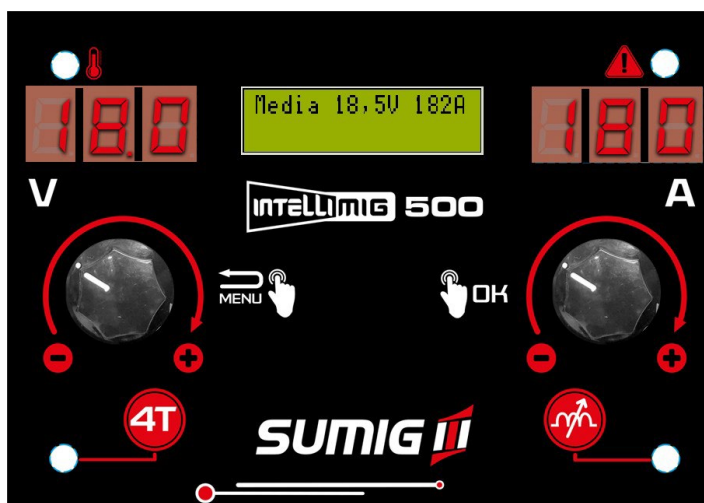 18.0
Media 18,5V 182A
180
V
INTELLIMIG 500
A
MENU
OK
4T
SUMIG